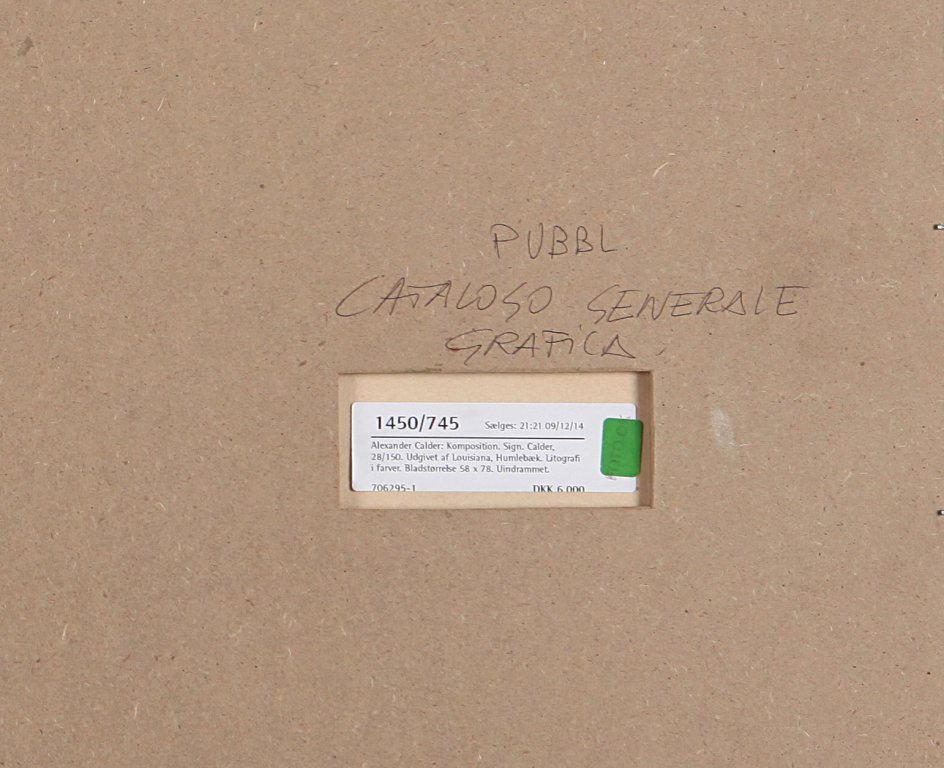 PUBBL.
CATALOGO GENERALE
GRAFICA
1450/745 Sælges: 21:21 09/12/14
Alexander Calder: Komposition. Sign. Calder,
28/150. Udgivet af Louisiana, Humlebæk. Litografi
i farver. Bladstørrelse 58 x 78. Uindrammet.
706295-1 DKK 6.000